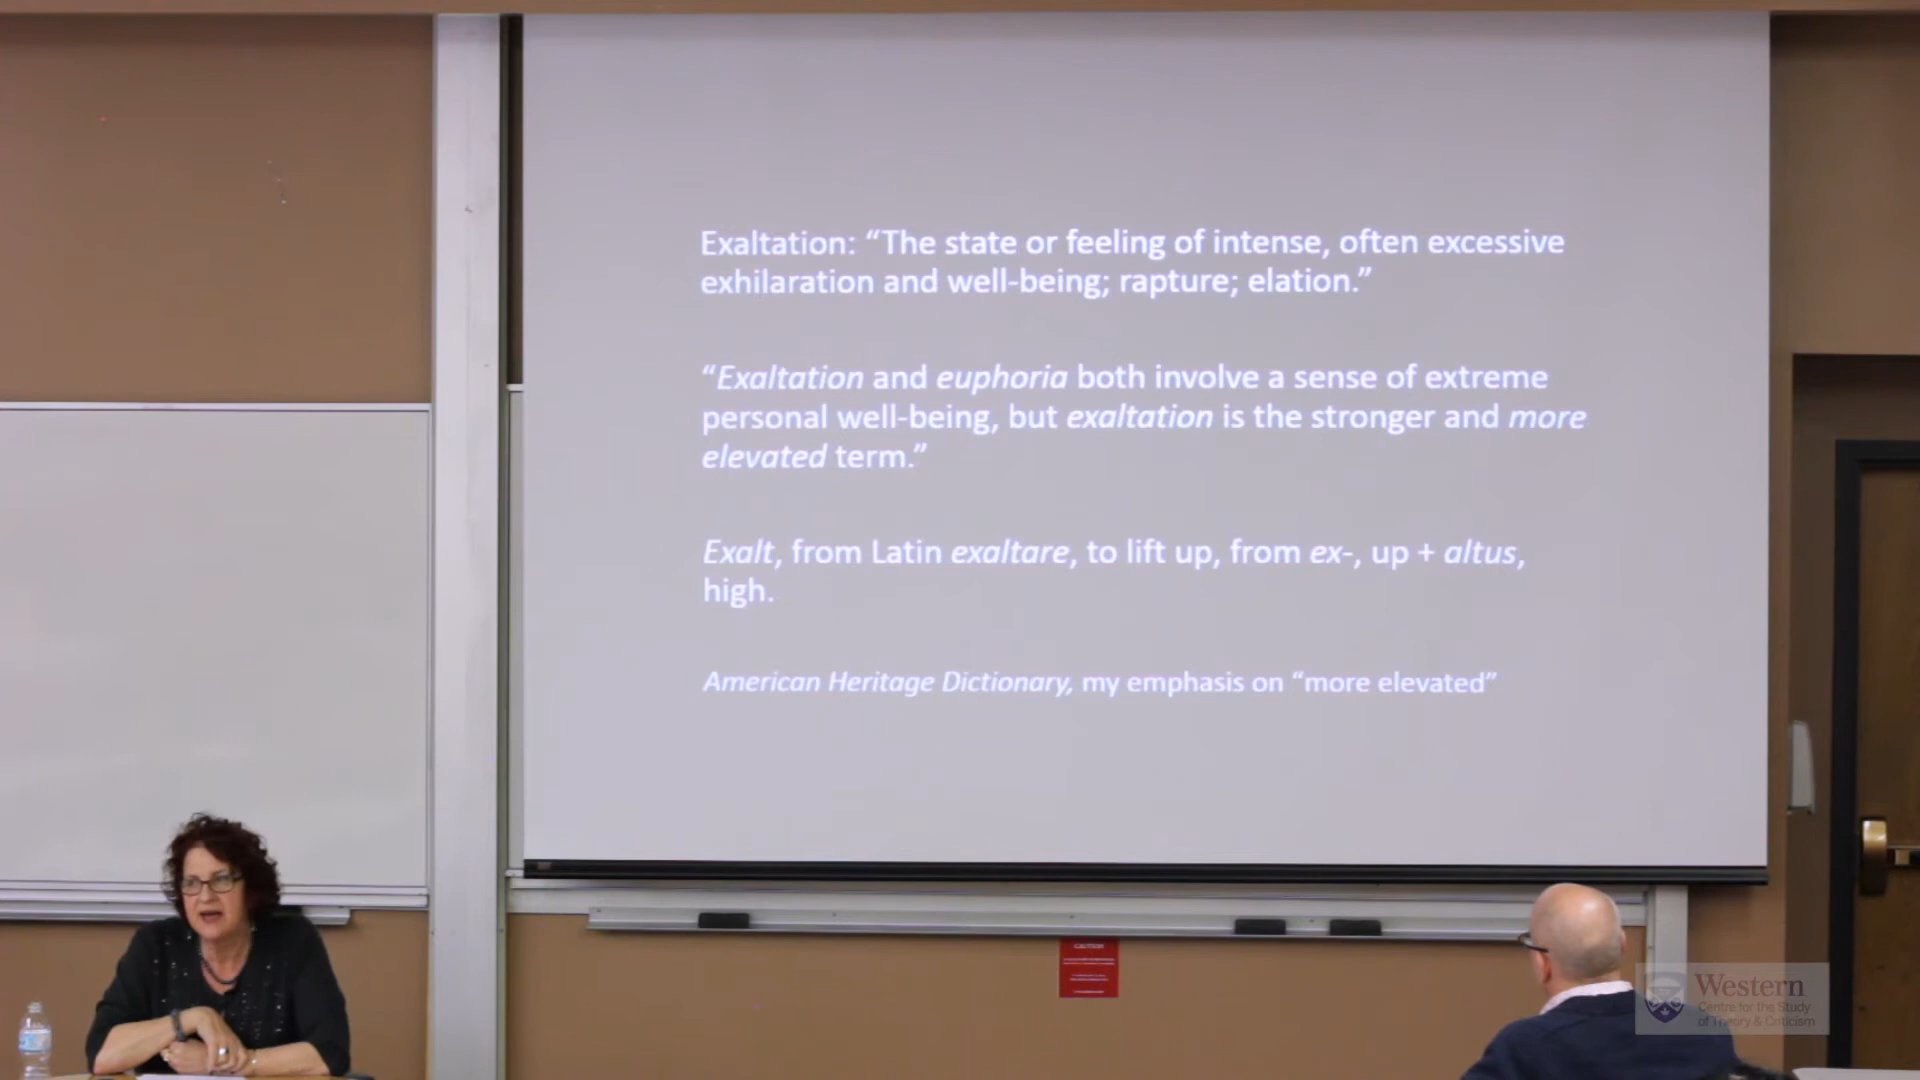 Exaltation: “The state or feeling of intense, often excessive
exhilaration and well-being; rapture; elation.”
“Exaltation and euphoria both involve a sense of extreme
personal well-being, but exaltation is the stronger and more
elevated term.”
Exalt, from Latin exaltare, to lift up, from ex-, up + altus,
high.
American Heritage Dictionary, my emphasis on “more elevated”
CAUTION
Western
Centre for the Study
of Theory & Criticism